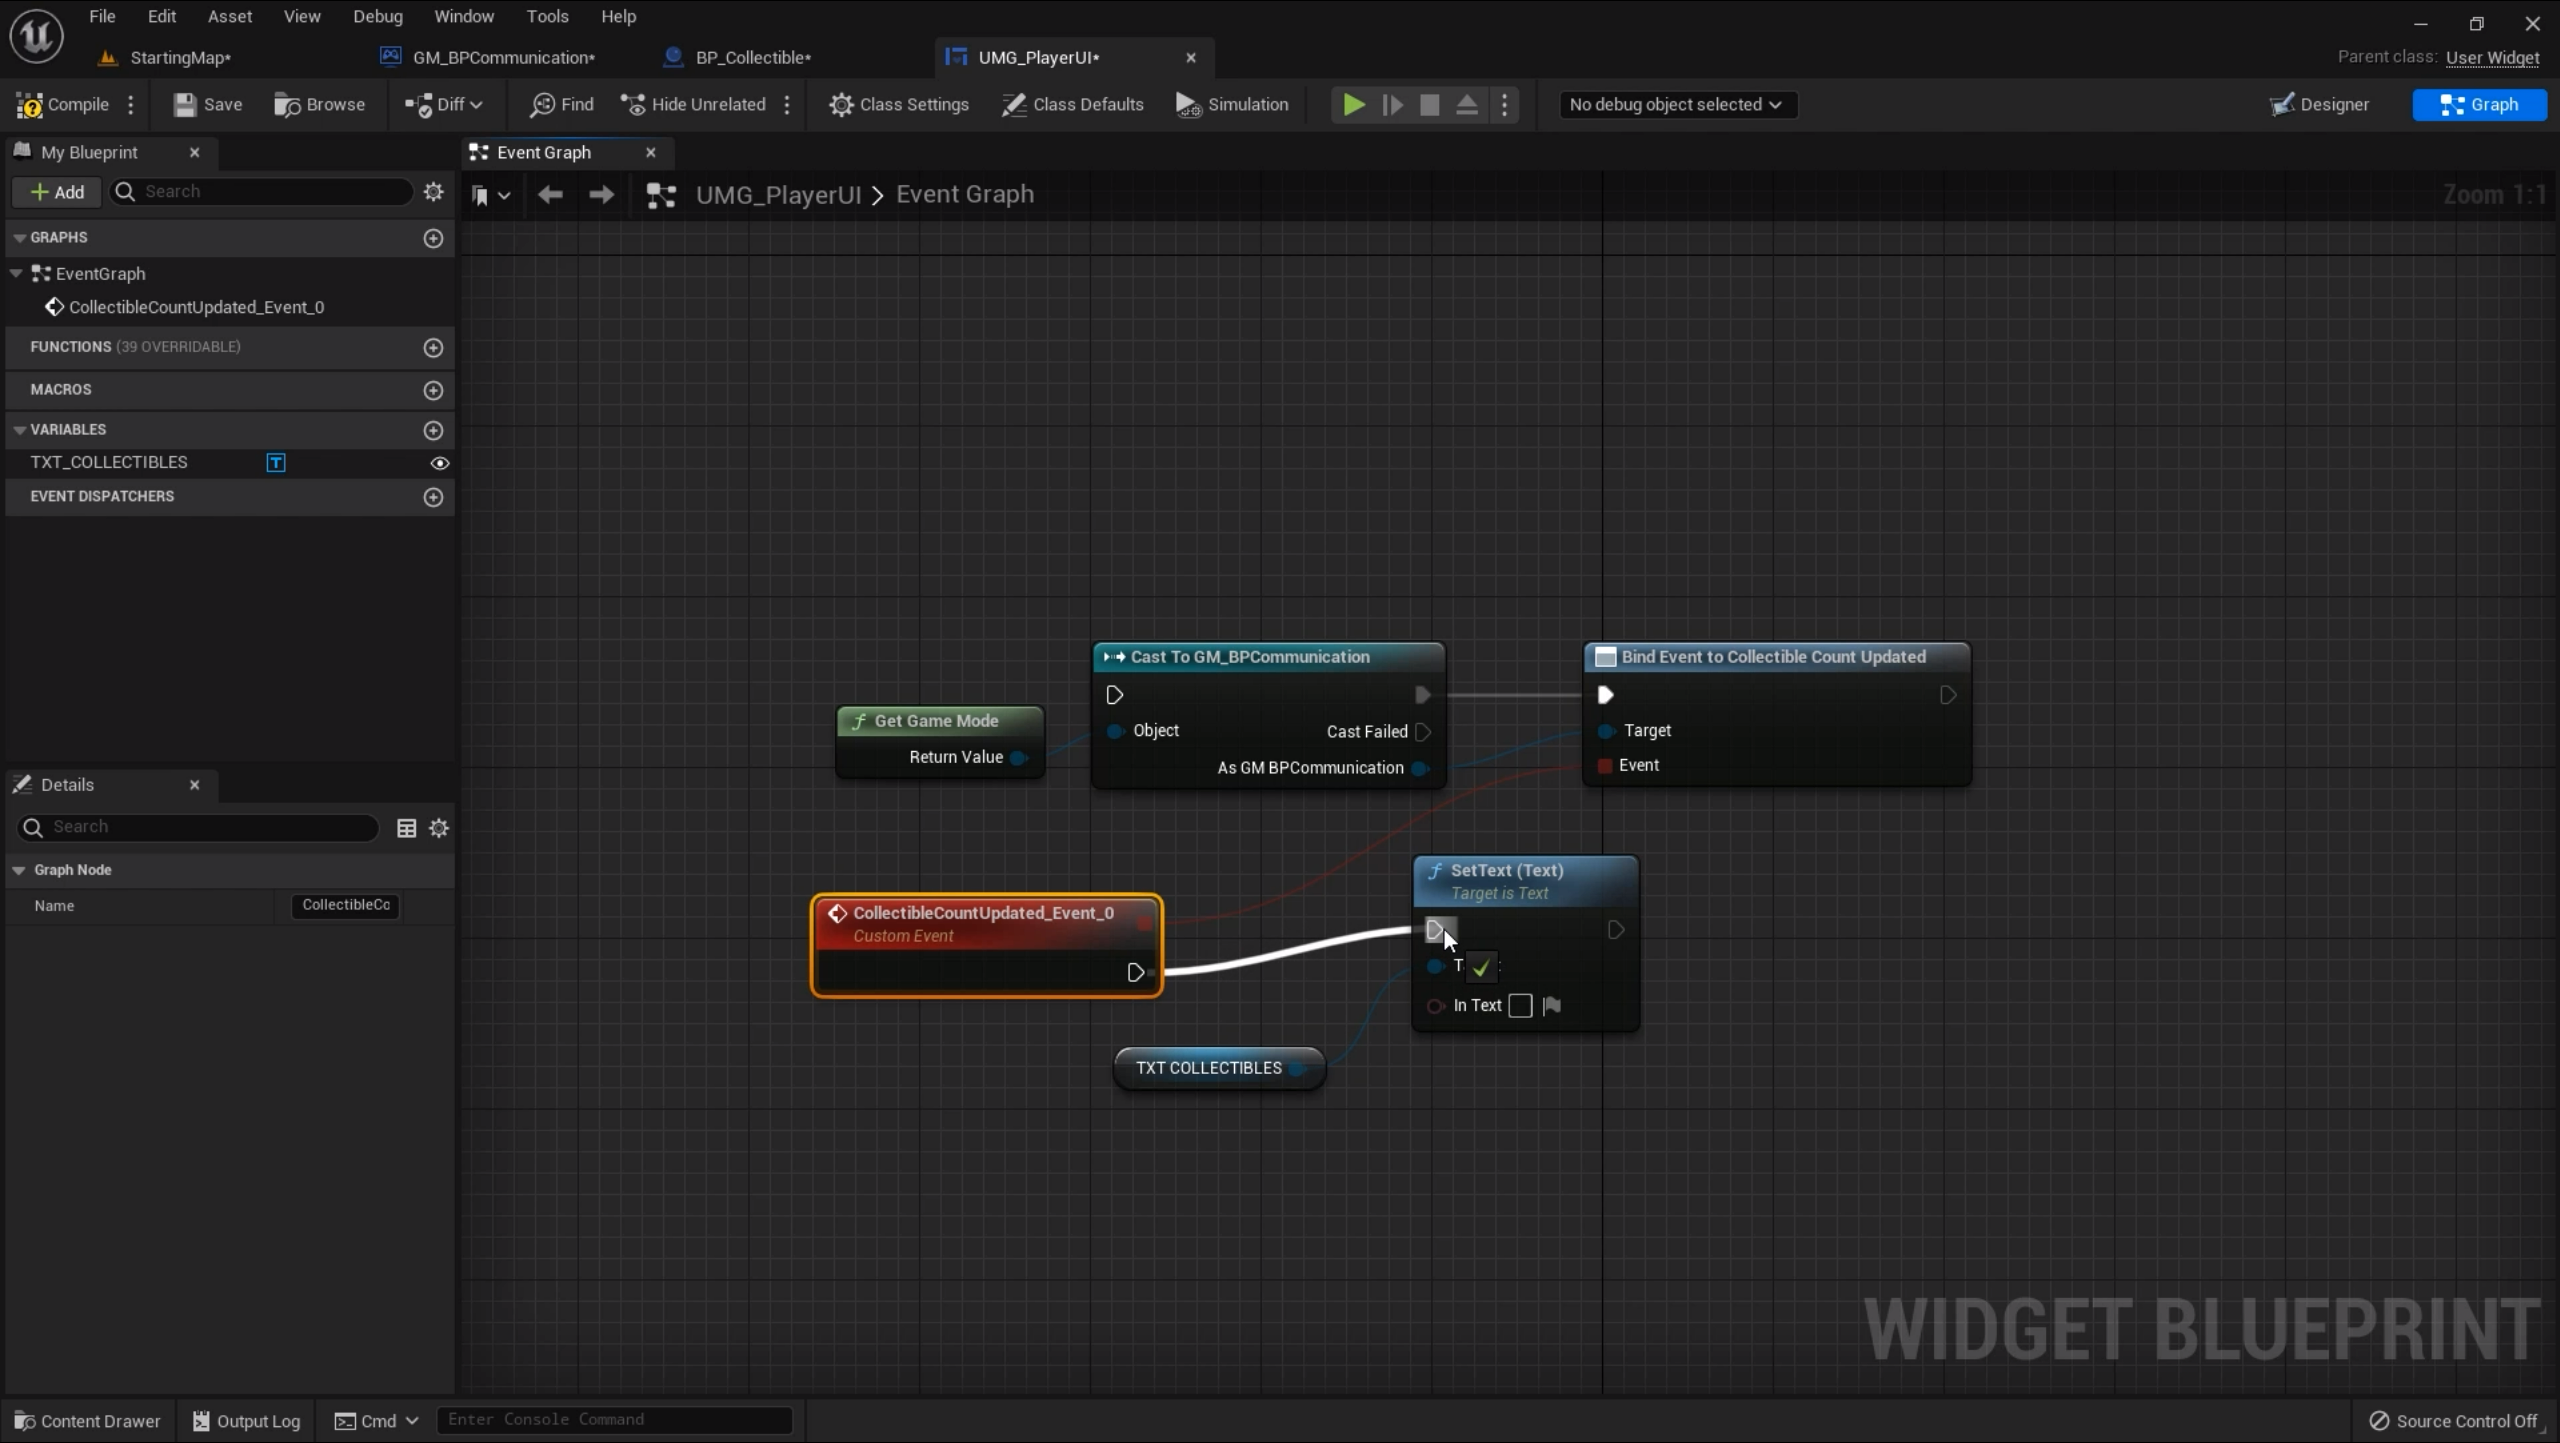 File Edit View Asset Debug Window Tools Help
StartingMap* GM_BPCommunication* BP_Collectible* UMG_PlayerUI* Parent class: User Widget
Compile Save Browse Diff Find Hide Unrelated Class Settings Class Defaults Simulation No debug object selected Designer Graph
My Blueprint
Event Graph
Add Search
UMG_PlayerUI > Event Graph Zoom 1:1
GRAPHS
EventGraph
CollectibleCountUpdated_Event_0
FUNCTIONS (39 OVERRIDABLE)
MACROS
VARIABLES
TXT_COLLECTIBLES
EVENT DISPATCHERS
Details
Search
Graph Node
Name CollectibleCo
Get Game Mode
Return Value
Cast To GM_BPCommunication
Object Cast Failed
As GM BPCommunication
Bind Event to Collectible Count Updated
Target
Event
CollectibleCountUpdated_Event_0
Custom Event
SetText (Text)
Target is Text
In Text
TXT COLLECTIBLES
WIDGET BLUEPRINT
Content Drawer Output Log Cmd Enter Console Command Source Control Off